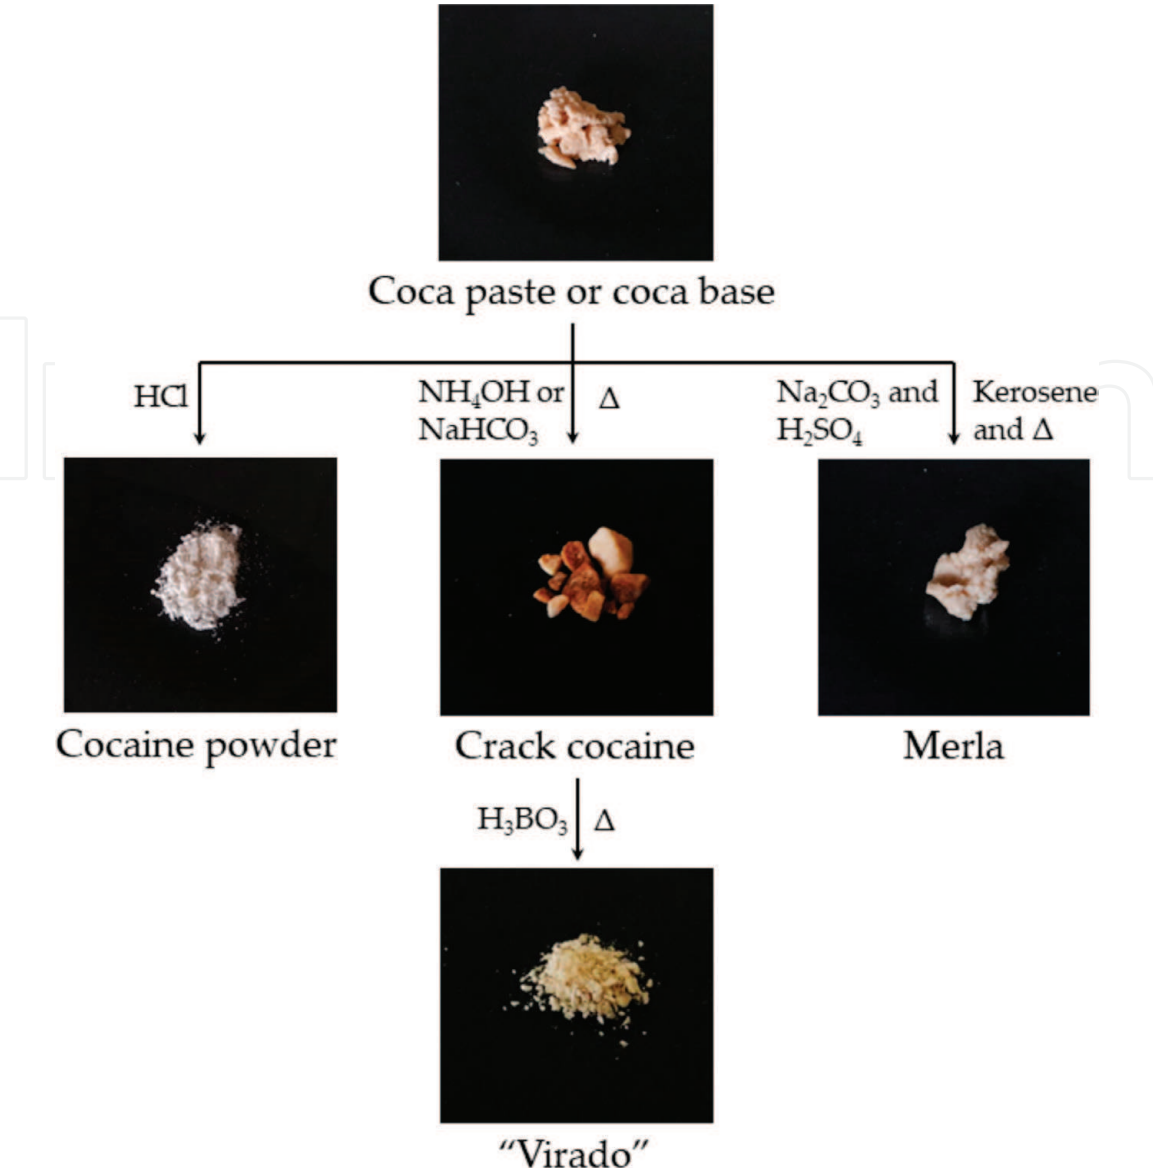 Coca paste or coca base
HCl
NH₄OH or
NaHCO₃
Δ
Na₂CO₃ and
H₂SO₄
Kerosene
and Δ
Cocaine powder
Crack cocaine
Merla
H₃BO₃
Δ
“Virado”